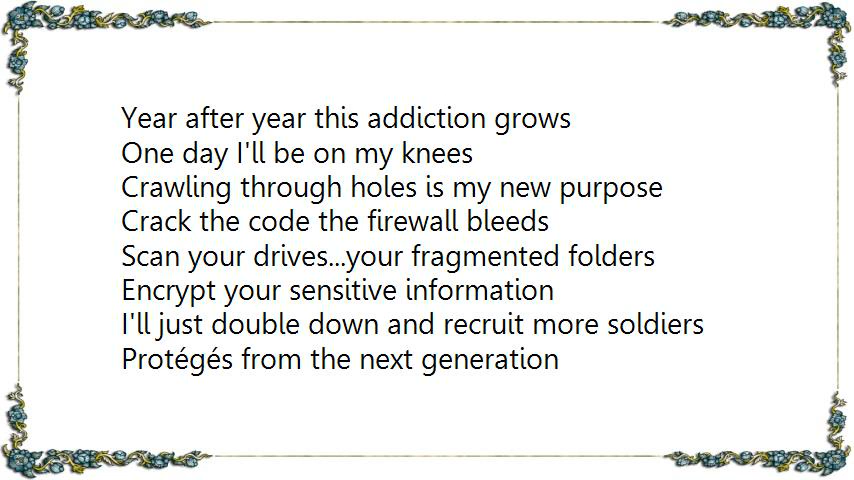 Year after year this addiction grows
One day I'll be on my knees
Crawling through holes is my new purpose
Crack the code the firewall bleeds
Scan your drives...your fragmented folders
Encrypt your sensitive information
I'll just double down and recruit more soldiers
Protégés from the next generation